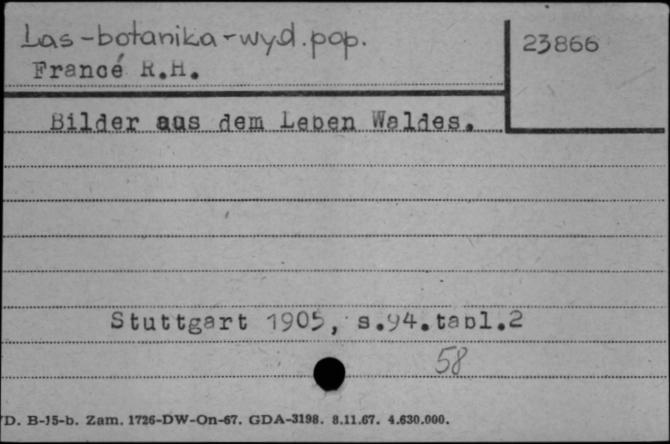 Las - botanika - wyd. pop.
23866
Francé R.H.
Bilder aus dem Leben Waldes.
Stuttgart 1905, s.94.tabl.2
58
D. B-15-b. Zam. 1726-DW-On-67. GDA-3198. 8.11.67. 4.630.000.